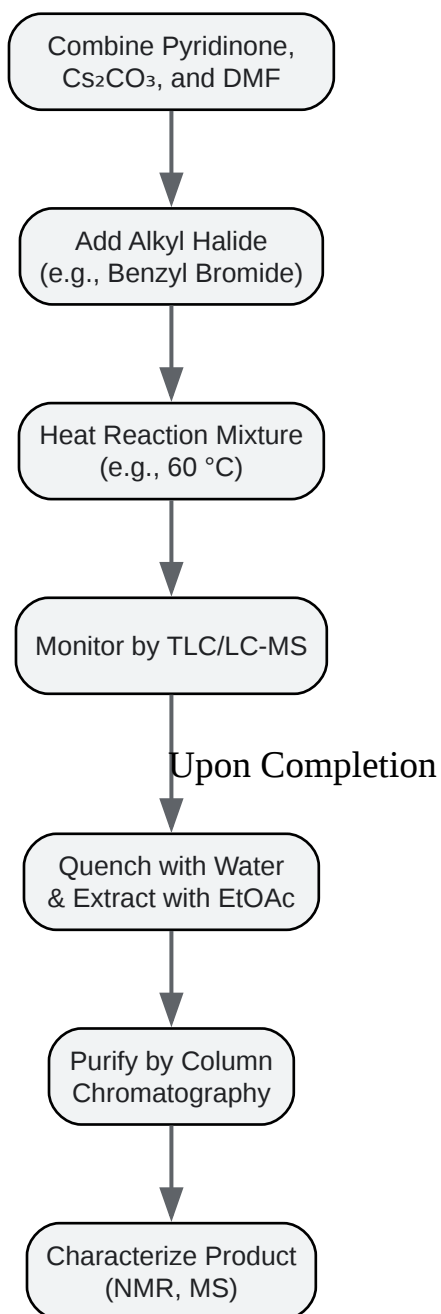 Combine Pyridinone,
Cs₂CO₃, and DMF
Add Alkyl Halide
(e.g., Benzyl Bromide)
Heat Reaction Mixture
(e.g., 60 °C)
Monitor by TLC/LC-MS
Upon Completion
Quench with Water
& Extract with EtOAc
Purify by Column
Chromatography
Characterize Product
(NMR, MS)